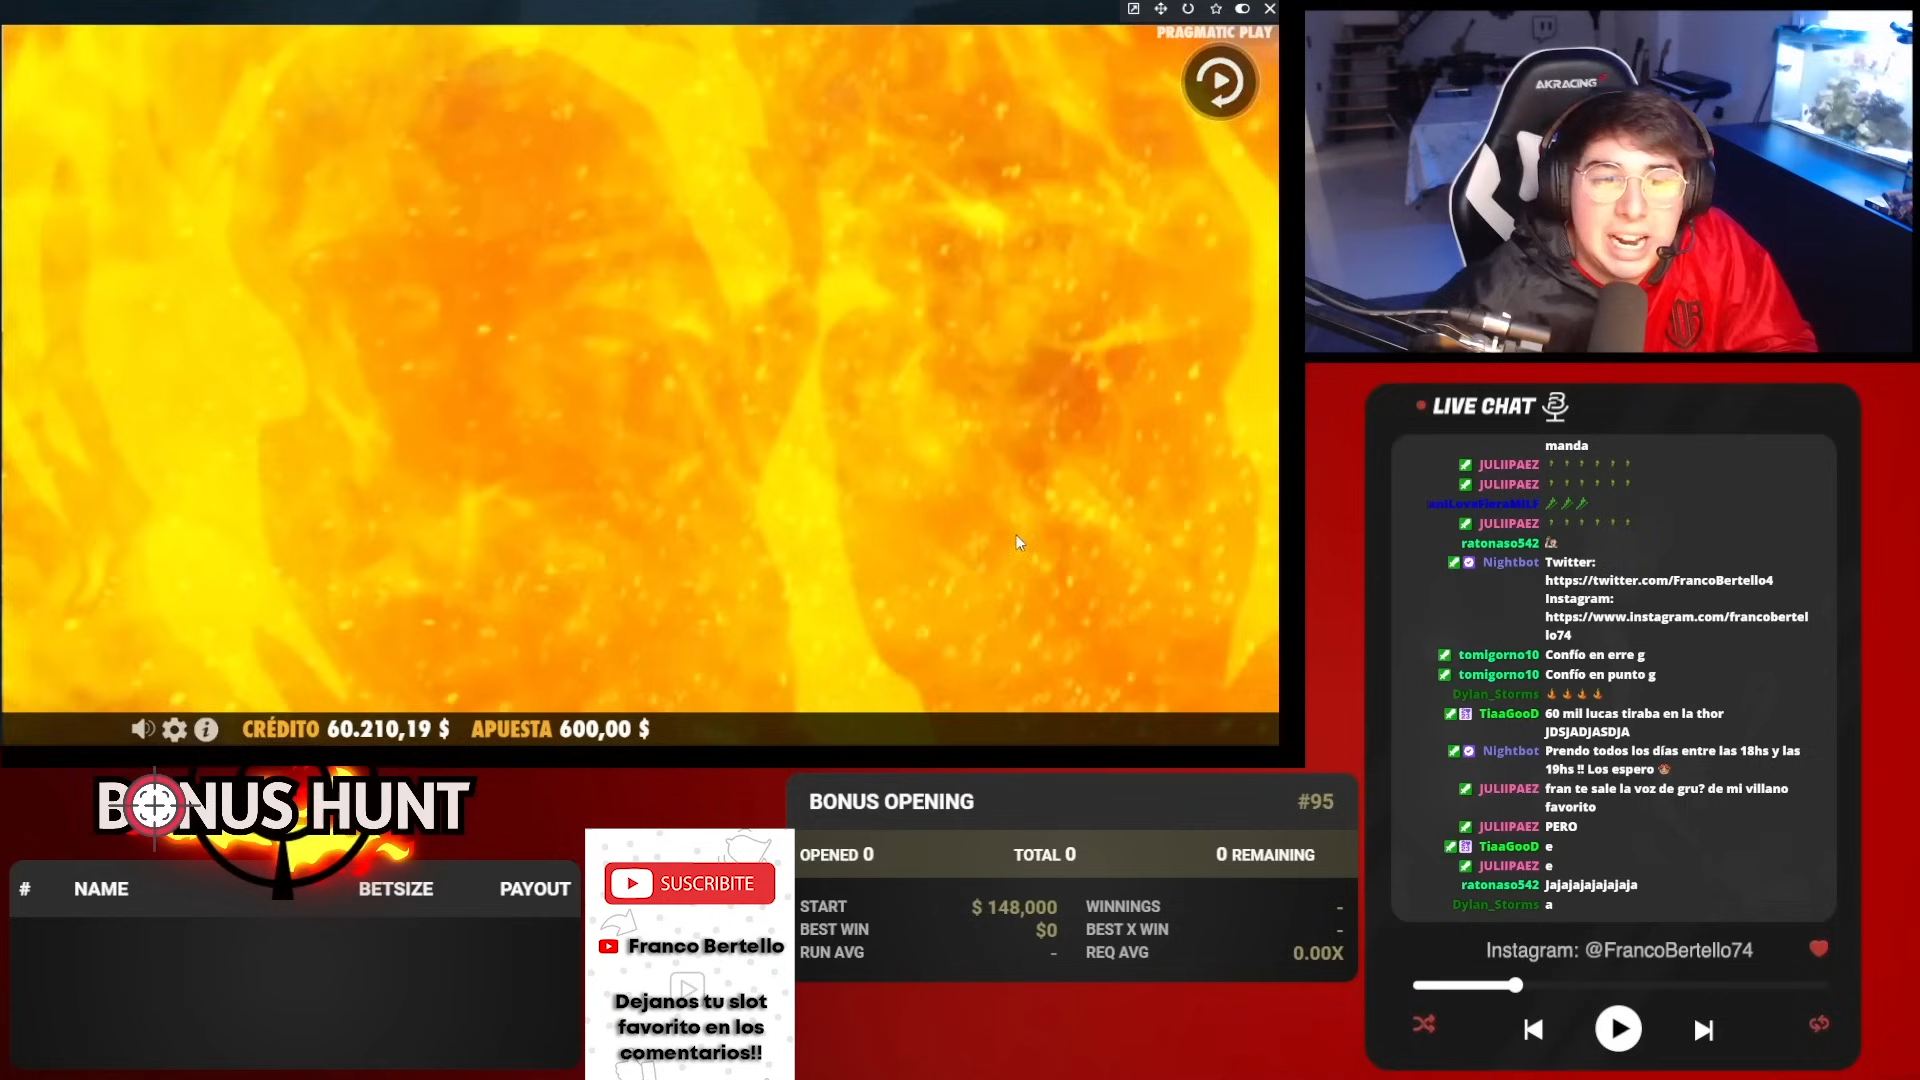 PRAGMATIC PLAY
CRÉDITO 60.210,19 $ APUESTA 600,00 $
AKRACING
LIVE CHAT
manda
JULIIPAEZ
JULIIPAEZ
JULIIPAEZ
ratonaso542
Nightbot Twitter:
https://twitter.com/FrancoBertello4
Instagram:
https://www.instagram.com/francobertel
lo74
tomigorno10 Confío en erre g
tomigorno10 Confío en punto g
Dylan_Storms
TiaaGooD 60 mil lucas tiraba en la thor
JDSJADJASDJA
Nightbot Prendo todos los días entre las 18hs y las
19hs !! Los espero
JULIIPAEZ fran te sale la voz de gru? de mi villano
favorito
JULIIPAEZ PERO
TiaaGooD e
JULIIPAEZ e
ratonaso542 Jajajajajajajaja
Dylan_Storms a
Instagram: @FrancoBertello74
BONUS HUNT
# NAME BETSIZE PAYOUT
SUSCRIBITE
Franco Bertello
Dejanos tu slot
favorito en los
comentarios!!
BONUS OPENING #95
OPENED 0 TOTAL 0 0 REMAINING
START $ 148,000 WINNINGS -
BEST WIN $0 BEST X WIN -
RUN AVG - REQ AVG 0.00X